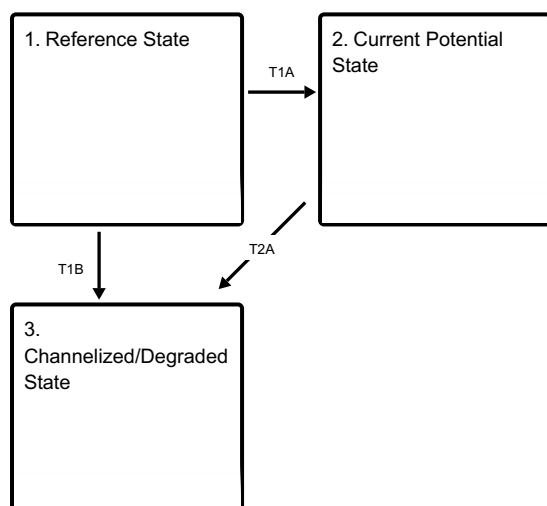 1. Reference State
2. Current Potential
State
T1A
T1B
T2A
3.
Channelized/Degraded
State